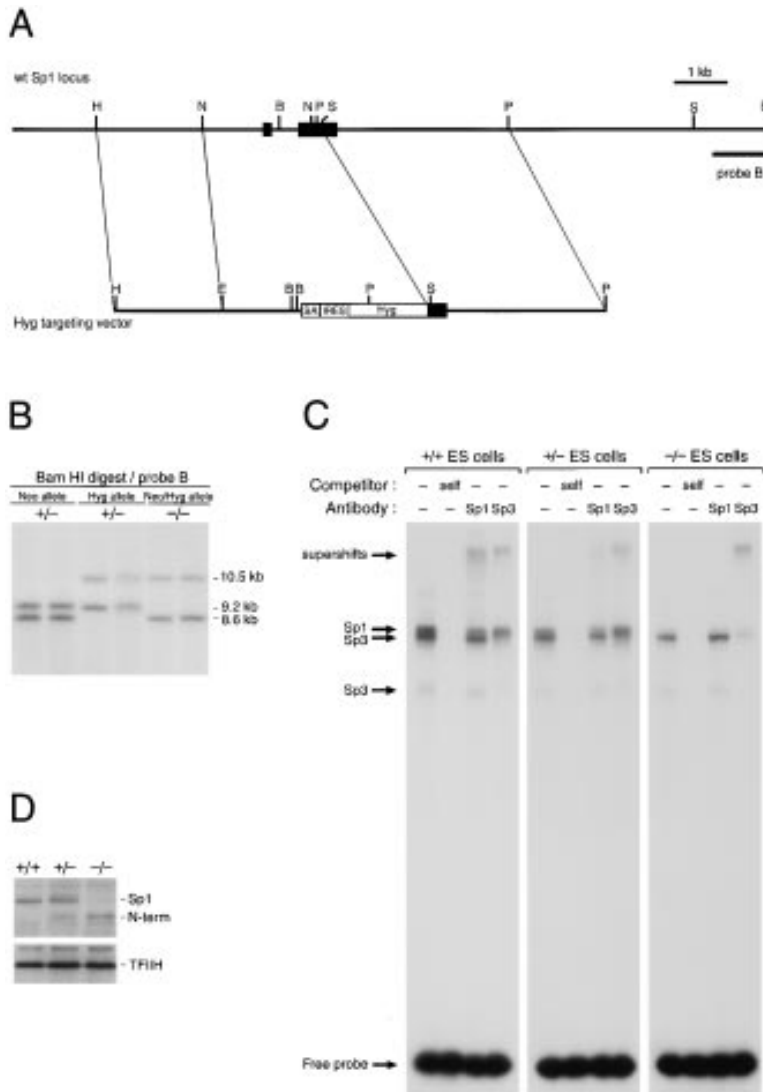 A
wt Sp1 locus
1 kb
H N B N P S P S
probe B
H E B B P S P
SA IRES Hyg
Hyg targeting vector
B
Bam HI digest / probe B
Neo allele Hyg allele Neo/Hyg allele
+/– +/– –/–
-10.5 kb
-9.2 kb
-8.6 kb
C
+/+ ES cells +/– ES cells –/– ES cells
Competitor : – self – – – self – – – self – –
Antibody : – – Sp1 Sp3 – – Sp1 Sp3 – – Sp1 Sp3
supershifts
Sp1
Sp3
Sp3
Free probe
D
+/+ +/– –/–
-Sp1
-N-term
-TFIIH